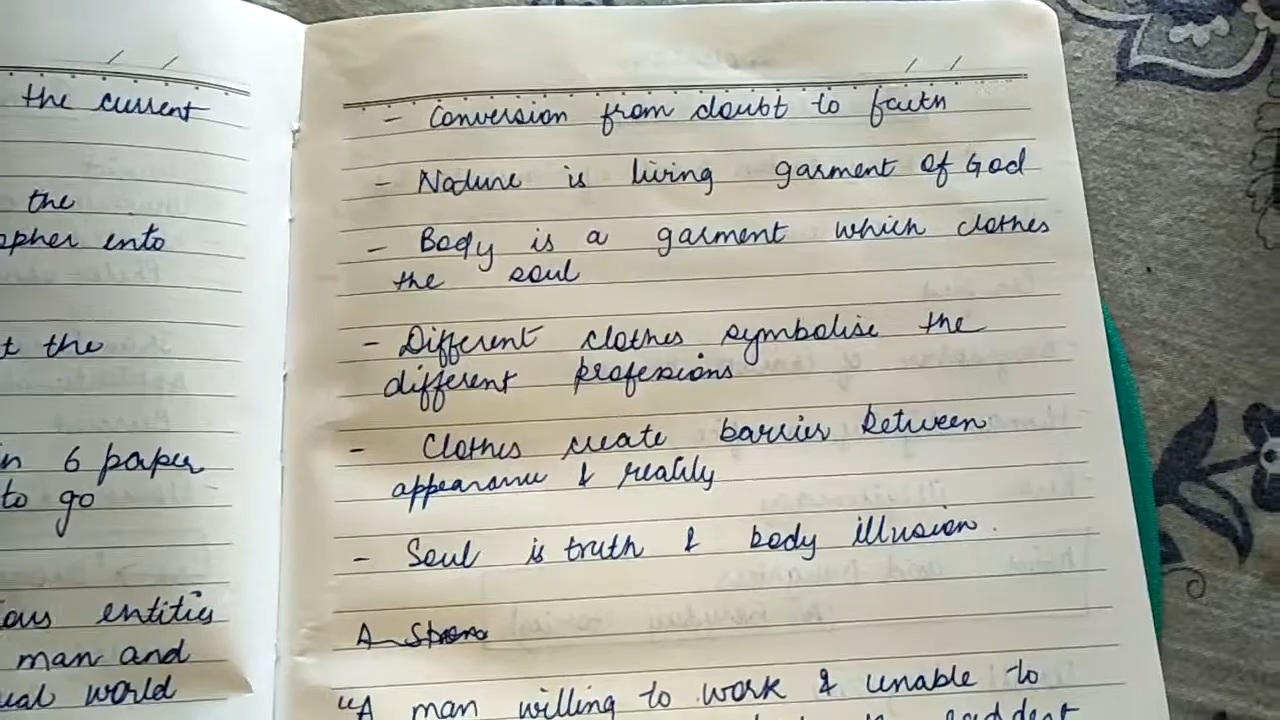 the current
the
opher into
t the
n 6 paper
to go
ous entities
man and
ual world
- Conversion from doubt to faith
- Nature is living garment of God
- Body is a garment which clothes
the soul
- Different clothes symbolise the
different professions
- Clothes create barrier between
appearance & reality
- Soul is truth & body illusion.
"A man willing to work & unable to